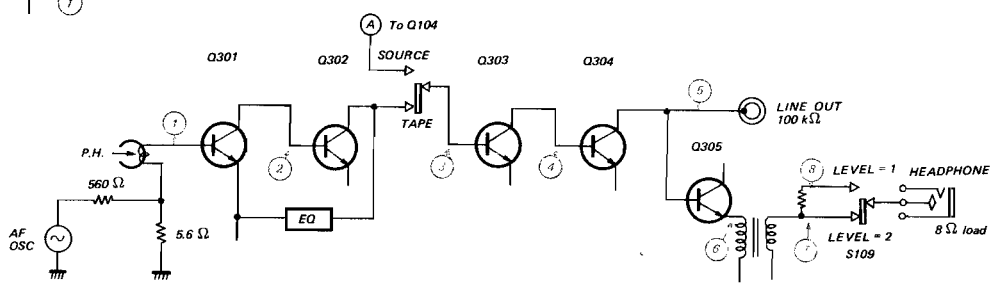 1
A To Q104
Q301
Q302
SOURCE
Q303
Q304
TAPE
1
2
3
4
5
LINE OUT
100 kΩ
P.H.
Q305
560 Ω
8
LEVEL = 1
HEADPHONE
AF
OSC
5.6 Ω
EQ
6
7
LEVEL = 2
S109
8 Ω load